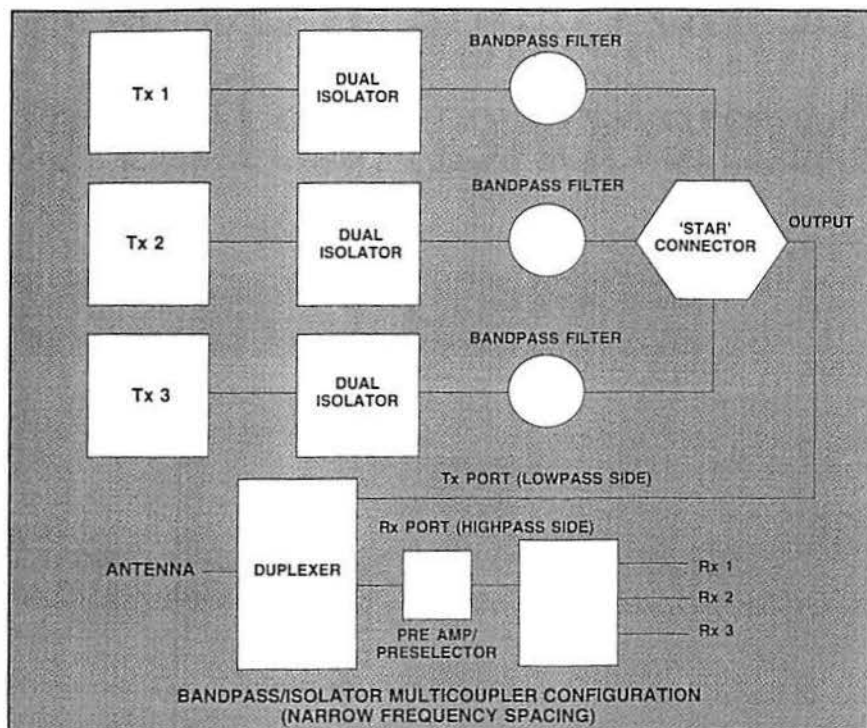 BANDPASS FILTER
Tx 1
DUAL
ISOLATOR
BANDPASS FILTER
Tx 2
DUAL
ISOLATOR
'STAR'
CONNECTOR
OUTPUT
BANDPASS FILTER
Tx 3
DUAL
ISOLATOR
Tx PORT (LOWPASS SIDE)
Rx PORT (HIGHPASS SIDE)
ANTENNA
DUPLEXER
Rx 1
Rx 2
Rx 3
PRE AMP/
PRESELECTOR
BANDPASS/ISOLATOR MULTICOUPLER CONFIGURATION
(NARROW FREQUENCY SPACING)